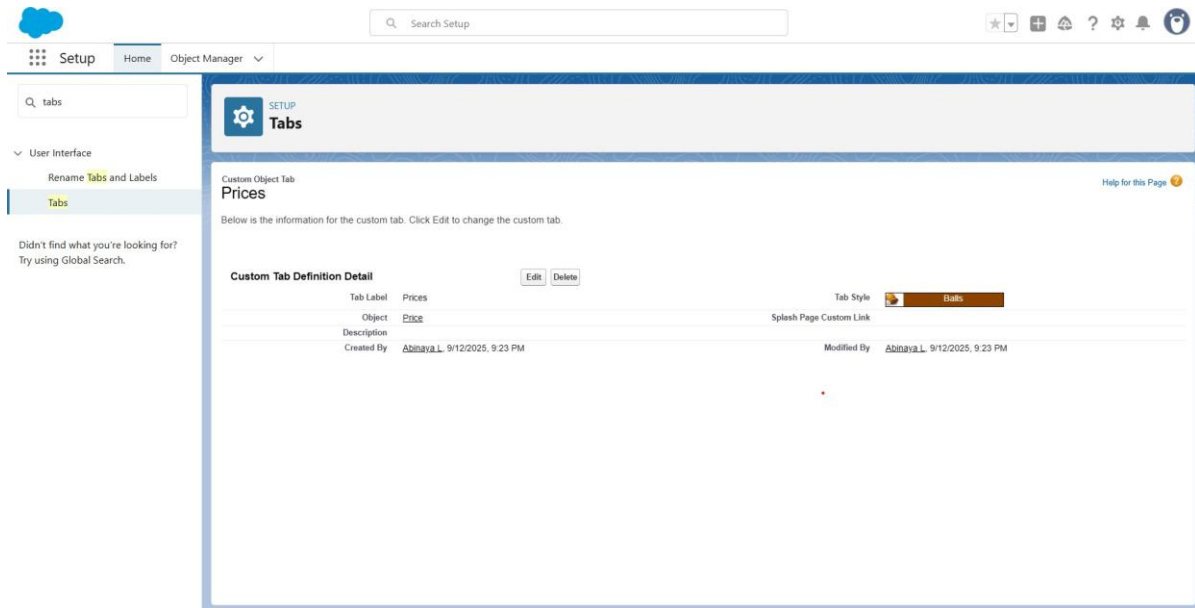 Search Setup
Setup
Home
Object Manager
tabs
User Interface
Rename Tabs and Labels
Tabs
Didn't find what you're looking for?
Try using Global Search.
SETUP
Tabs
Custom Object Tab
Prices
Help for this Page
Below is the information for the custom tab. Click Edit to change the custom tab.
Custom Tab Definition Detail
Edit
Delete
Tab Label Prices
Tab Style Balls
Object Price
Splash Page Custom Link
Description
Created By Abinaya L, 9/12/2025, 9:23 PM
Modified By Abinaya L, 9/12/2025, 9:23 PM